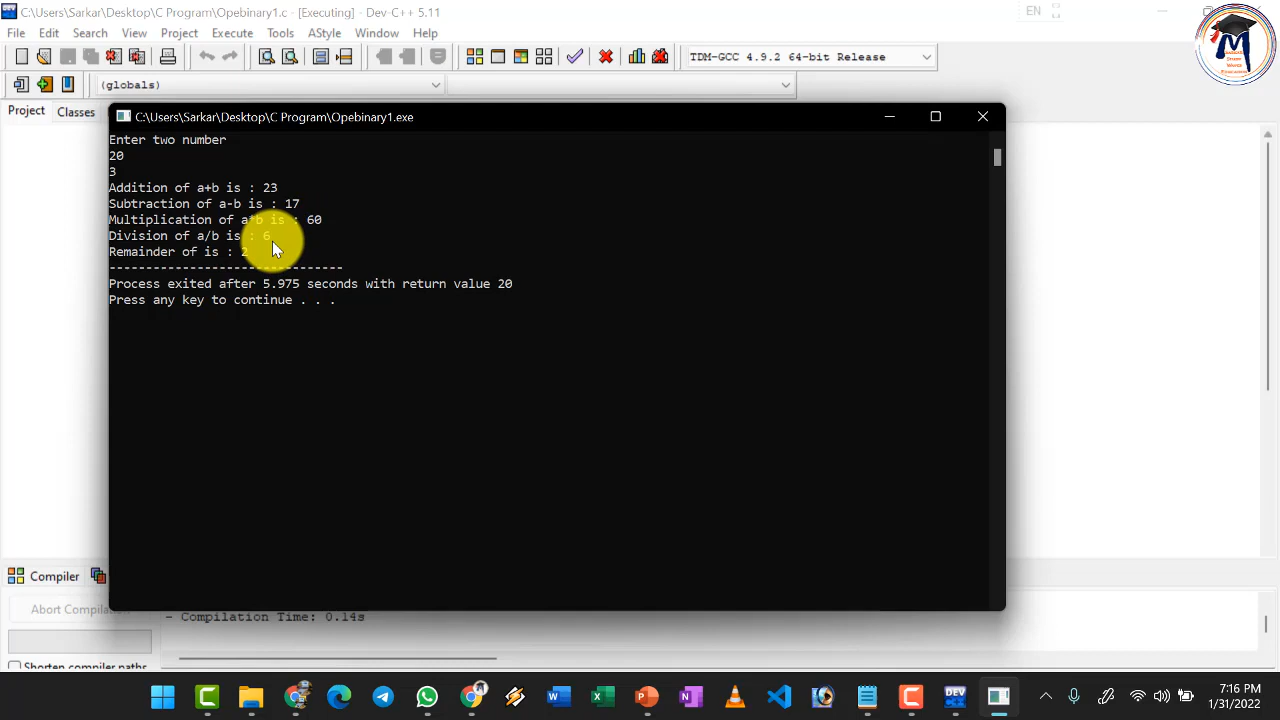 C:\Users\Sarkar\Desktop\C Program\Opebinary1.c - [Executing] - Dev-C++ 5.11
EN
File Edit Search View Project Execute Tools AStyle Window Help
TDM-GCC 4.9.2 64-bit Release
(globals)
Project Classes
C:\Users\Sarkar\Desktop\C Program\Opebinary1.exe
Enter two number
20
3
Addition of a+b is : 23
Subtraction of a-b is : 17
Multiplication of a*b is : 60
Division of a/b is : 6
Remainder of is : 2
--------------------------------
Process exited after 5.975 seconds with return value 20
Press any key to continue . . .
Compiler
Abort Compila
- Compilation Time: 0.14s
Shorten compiler paths
7:16 PM
1/31/2022